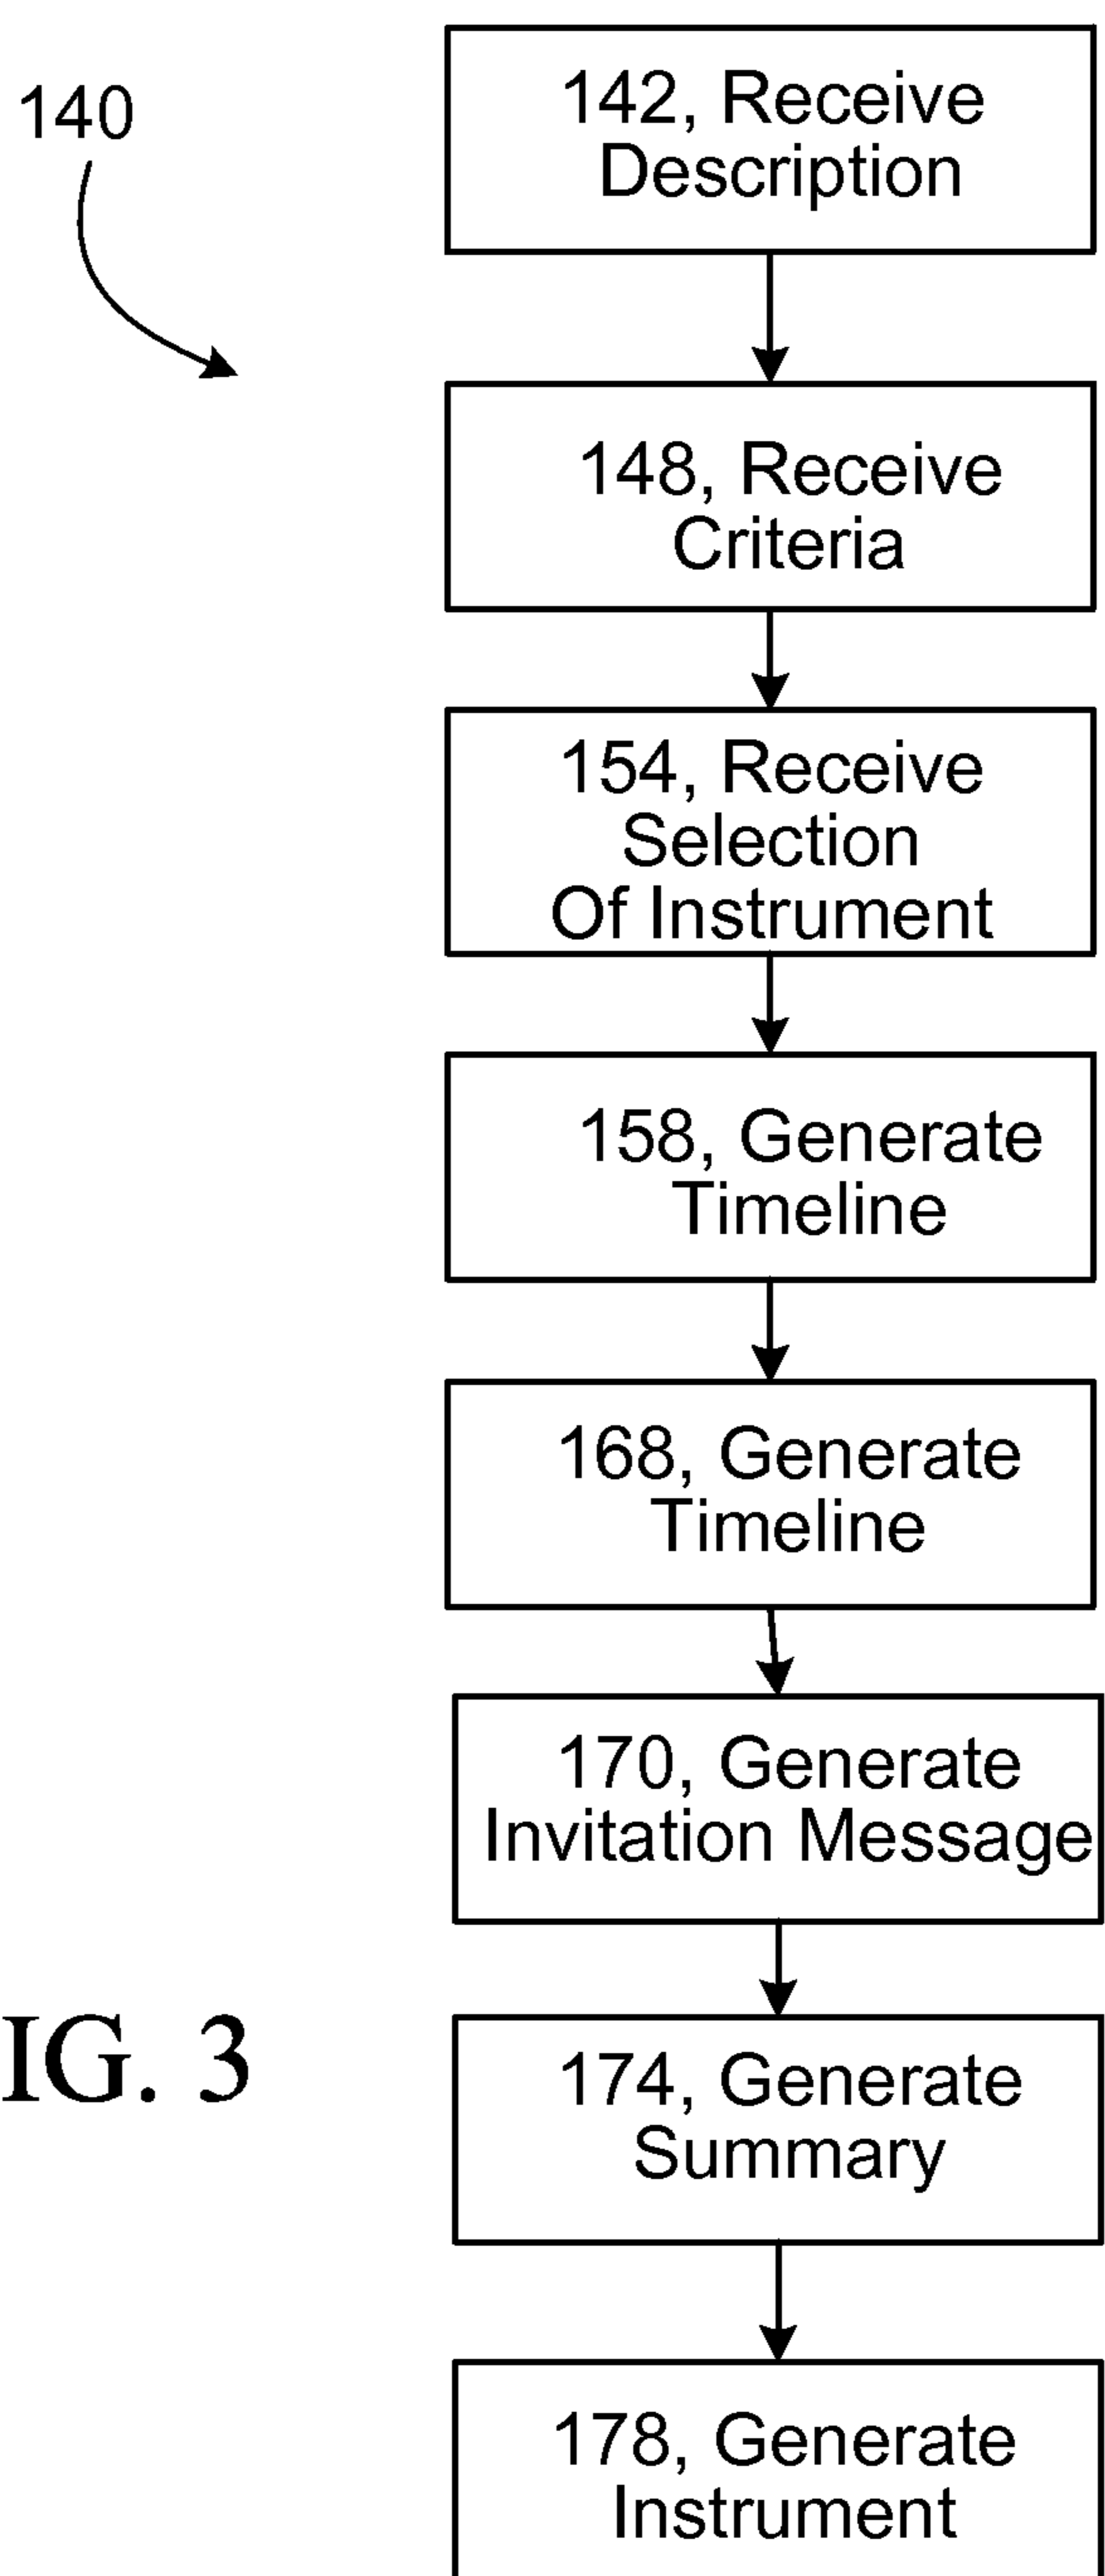 140
142, Receive
Description
148, Receive
Criteria
154, Receive
Selection
Of Instrument
158, Generate
Timeline
168, Generate
Timeline
170, Generate
Invitation Message
IG. 3
174, Generate
Summary
178, Generate
Instrument